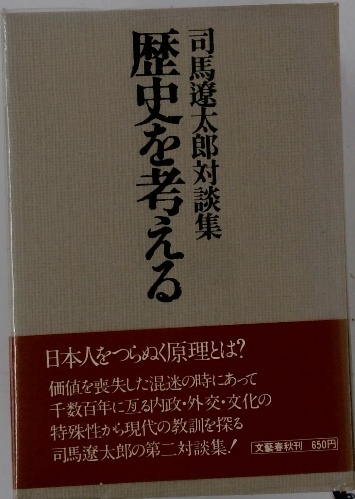 司馬遼太郎対談集
歴史を考える
日本人をつらぬく原理とは?
価値を喪失した混迷の時にあって
千数百年に亙る内政・外交・文化の
特殊性から現代の教訓を探る
司馬遼太郎の第二対談集!
文藝春秋刊 650円